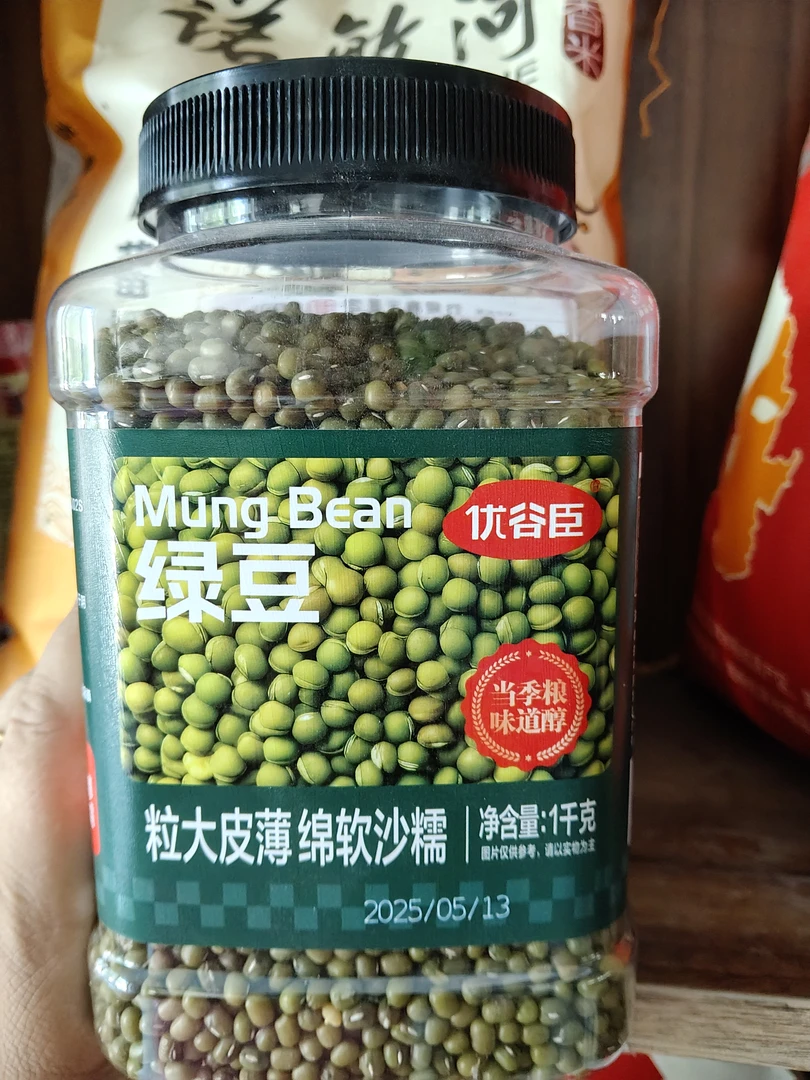 香米
Mung Bean
优谷臣
绿豆
当季粮
味道醇
粒大皮薄 绵软沙糯
净含量:1千克
图片仅供参考，请以实物为主
2025/05/13